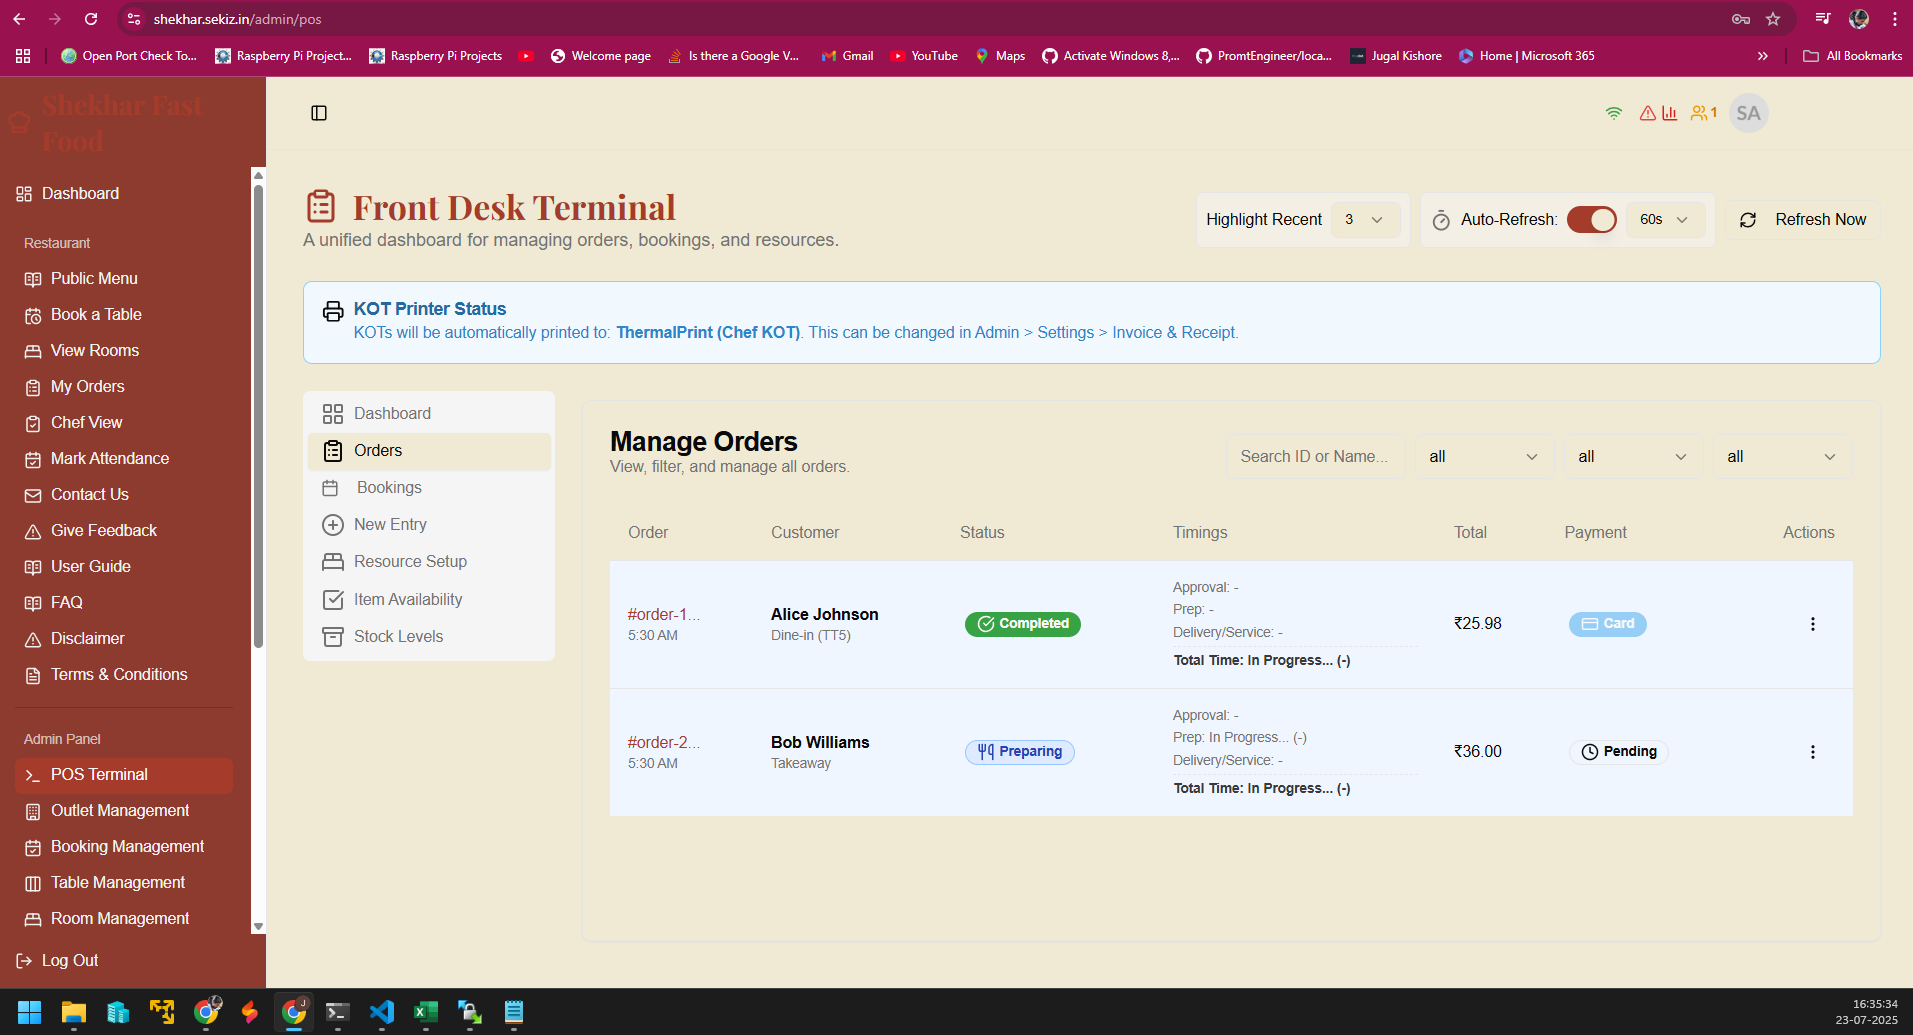 shekhar.sekiz.in/admin/pos
Open Port Check To...
Raspberry Pi Project...
Raspberry Pi Projects
Welcome page
Is there a Google V...
Gmail
YouTube
Maps
Activate Windows 8,...
PromtEngineer/loca...
Jugal Kishore
Home | Microsoft 365
»
All Bookmarks
Shekhar Fast
Food
Dashboard
Restaurant
Public Menu
Book a Table
View Rooms
My Orders
Chef View
Mark Attendance
Contact Us
Give Feedback
User Guide
FAQ
Disclaimer
Terms & Conditions
Admin Panel
POS Terminal
Outlet Management
Booking Management
Table Management
Room Management
Log Out
1
SA
Front Desk Terminal
A unified dashboard for managing orders, bookings, and resources.
Highlight Recent 3
Auto-Refresh: 60s
Refresh Now
KOT Printer Status
KOTs will be automatically printed to: ThermalPrint (Chef KOT). This can be changed in Admin > Settings > Invoice & Receipt.
Dashboard
Orders
Bookings
New Entry
Resource Setup
Item Availability
Stock Levels
Manage Orders
View, filter, and manage all orders.
Search ID or Name...
all
all
all
Order Customer Status Timings Total Payment Actions
#order-1...
5:30 AM
Alice Johnson
Dine-in (TT5)
Completed
Approval: -
Prep: -
Delivery/Service: -
Total Time: In Progress... (-)
₹25.98
Card
#order-2...
5:30 AM
Bob Williams
Takeaway
Preparing
Approval: -
Prep: In Progress... (-)
Delivery/Service: -
Total Time: In Progress... (-)
₹36.00
Pending
J
16:35:34
23-07-2025